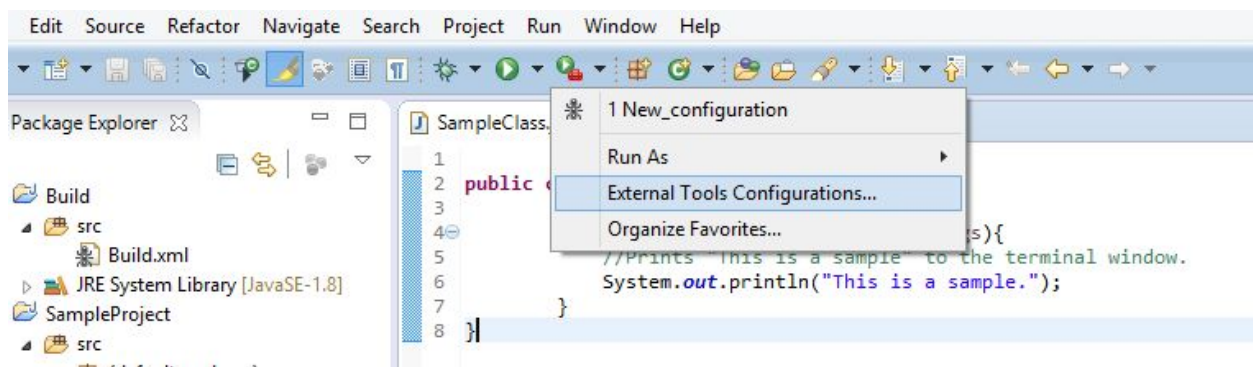 Edit Source Refactor Navigate Search Project Run Window Help
Package Explorer
Build
src
Build.xml
JRE System Library [JavaSE-1.8]
SampleProject
src
SampleClass.
1 New_configuration
Run As
External Tools Configurations...
Organize Favorites...
1
2 public
3
4 s){
5 //Prints "This is a sample" to the terminal window.
6 System.out.println("This is a sample.");
7 }
8 }